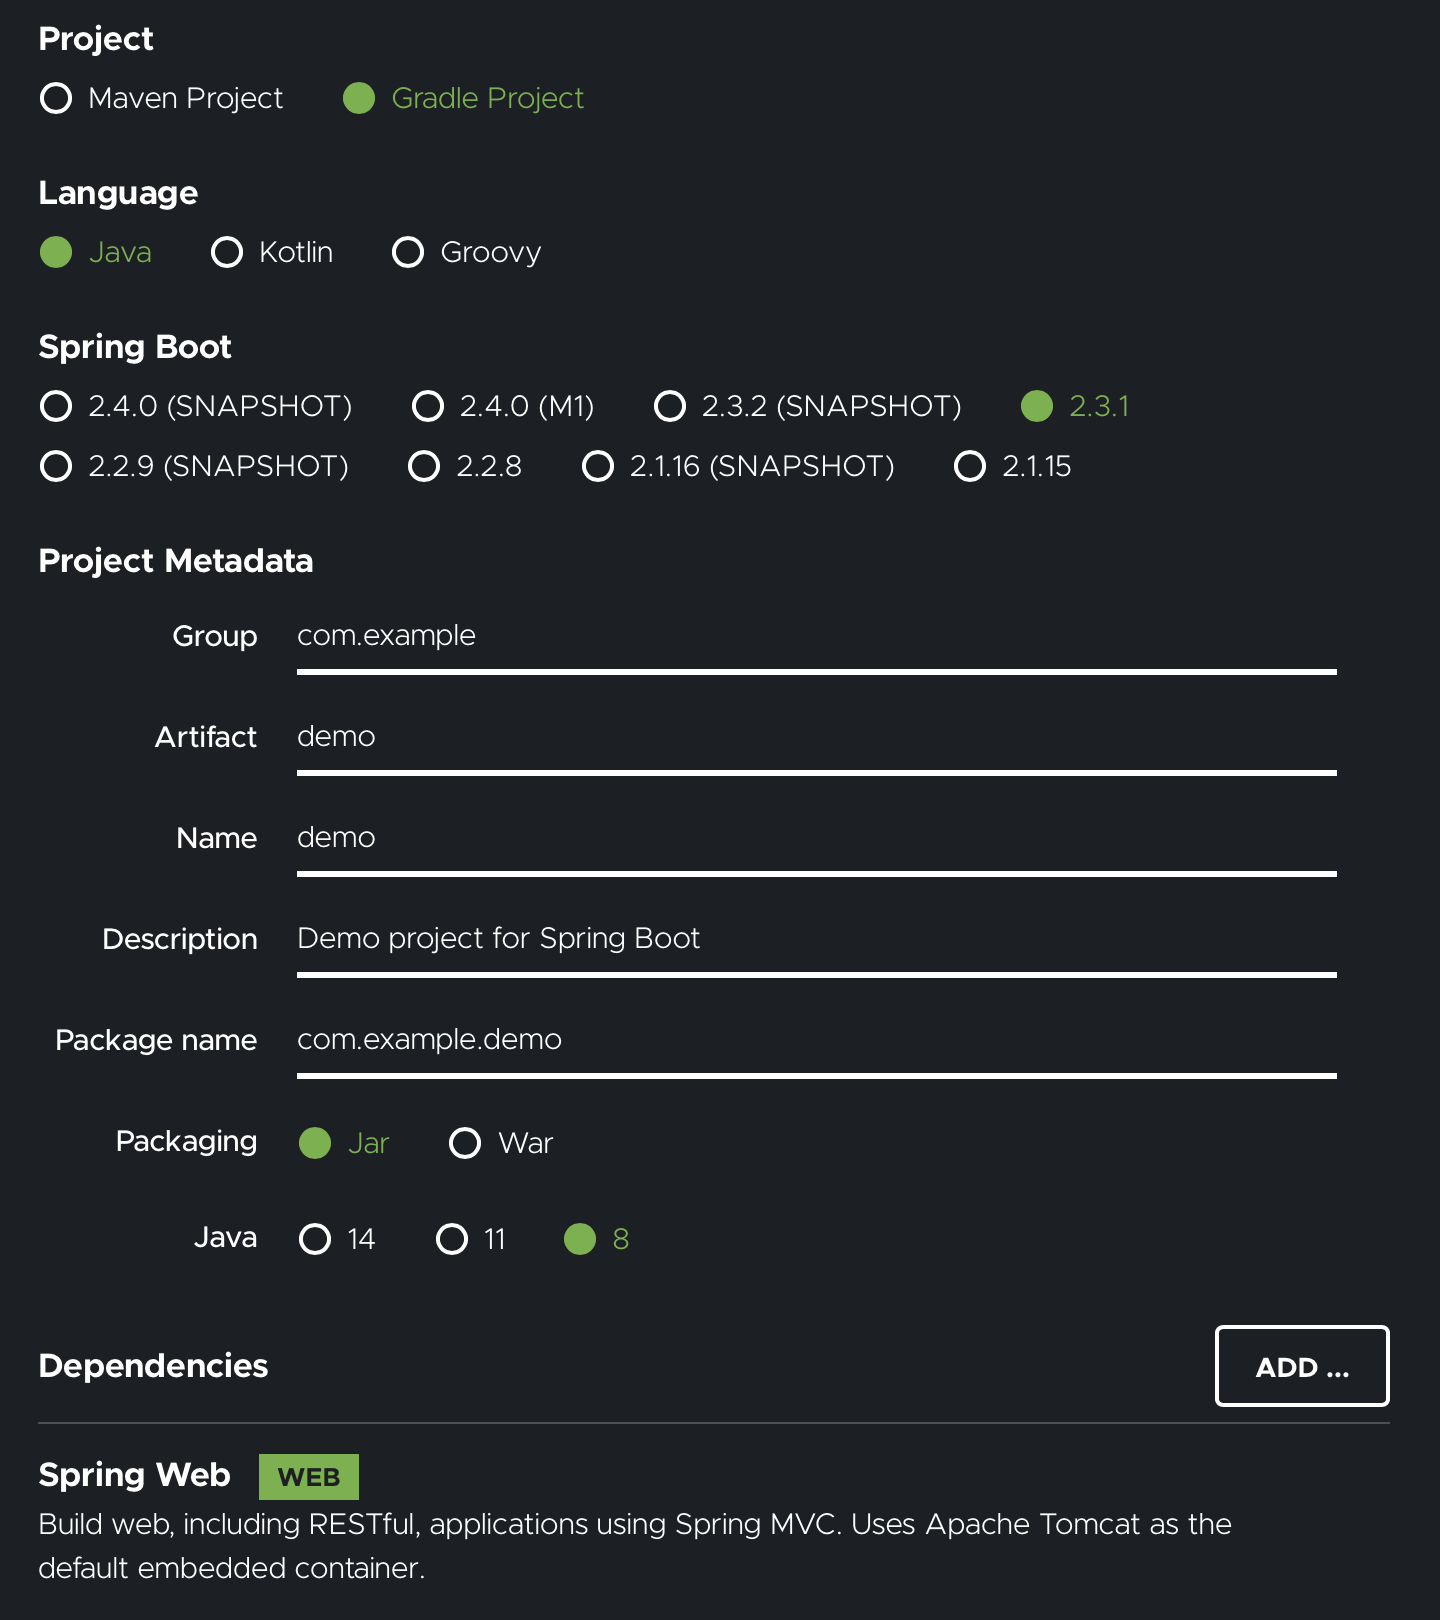 Project
Maven Project Gradle Project
Language
Java Kotlin Groovy
Spring Boot
2.4.0 (SNAPSHOT) 2.4.0 (M1) 2.3.2 (SNAPSHOT) 2.3.1
2.2.9 (SNAPSHOT) 2.2.8 2.1.16 (SNAPSHOT) 2.1.15
Project Metadata
Group com.example
Artifact demo
Name demo
Description Demo project for Spring Boot
Package name com.example.demo
Packaging Jar War
Java 14 11 8
Dependencies ADD ...
Spring Web WEB
Build web, including RESTful, applications using Spring MVC. Uses Apache Tomcat as the
default embedded container.